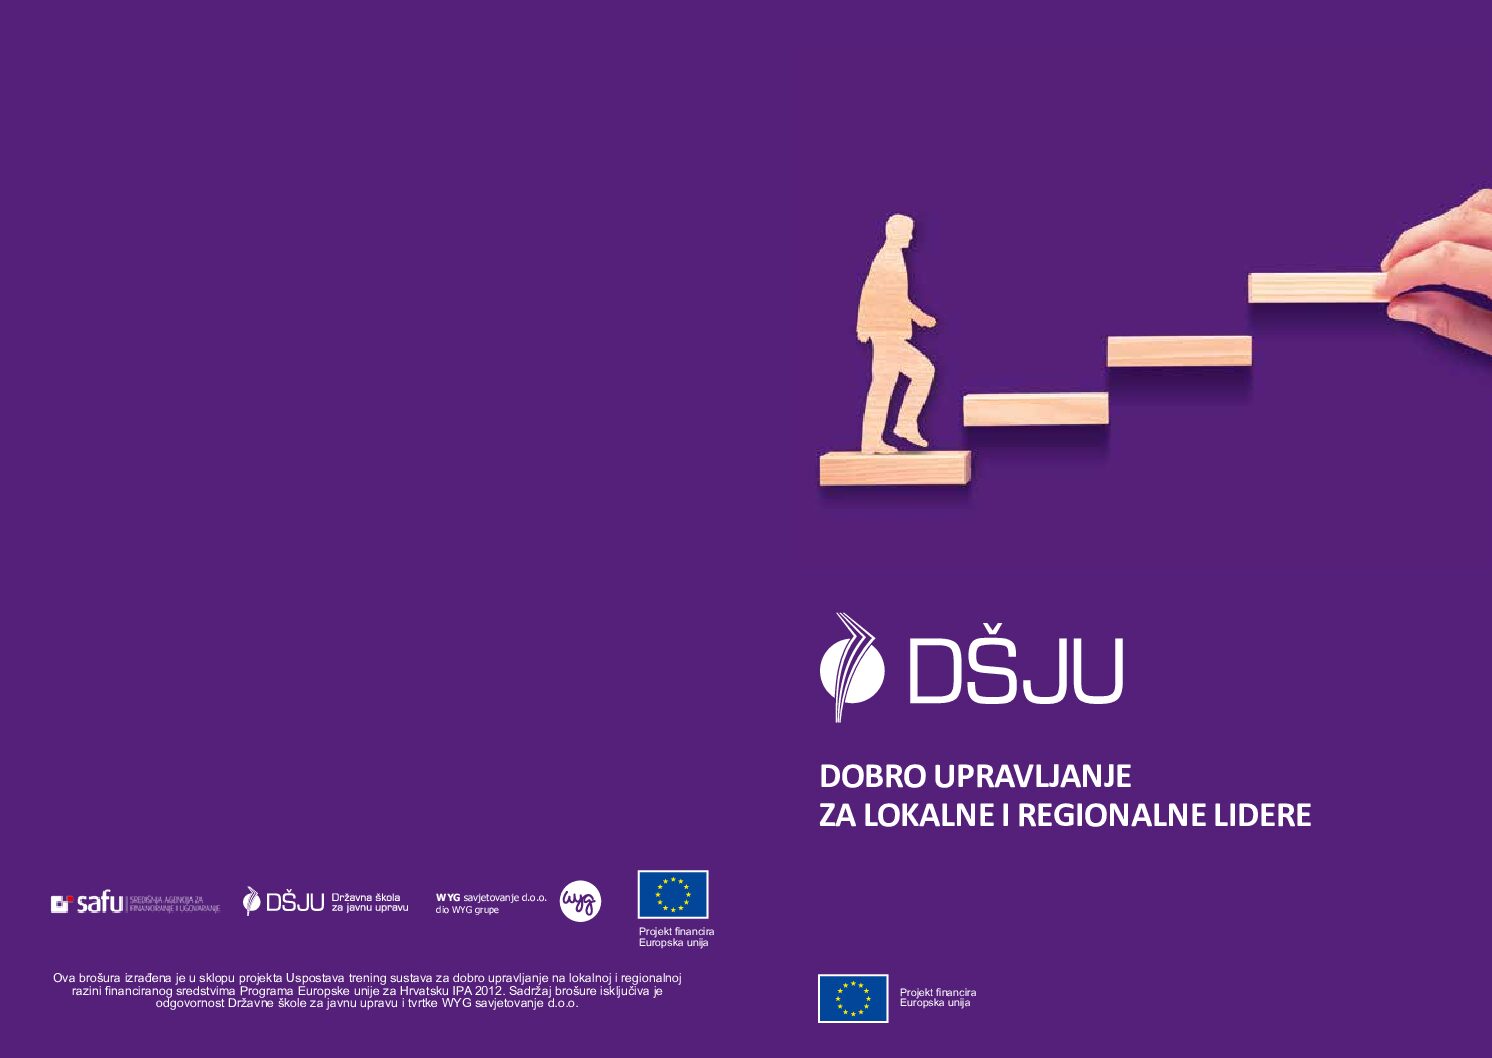 DŠJU
DOBRO UPRAVLJANJE
ZA LOKALNE I REGIONALNE LIDERE
Projekt financira
Europska unija
safu SREDIŠNJA AGENCIJA ZA
FINANCIRANJE I UGOVARANJE
DŠJU Državna škola
za javnu upravu
WYG savjetovanje d.o.o.
dio WYG grupe
wyg
Projekt financira
Europska unija
Ova brošura izrađena je u sklopu projekta Uspostava trening sustava za dobro upravljanje na lokalnoj i regionalnoj
razini financiranog sredstvima Programa Europske unije za Hrvatsku IPA 2012. Sadržaj brošure isključiva je
odgovornost Državne škole za javnu upravu i tvrtke WYG savjetovanje d.o.o.